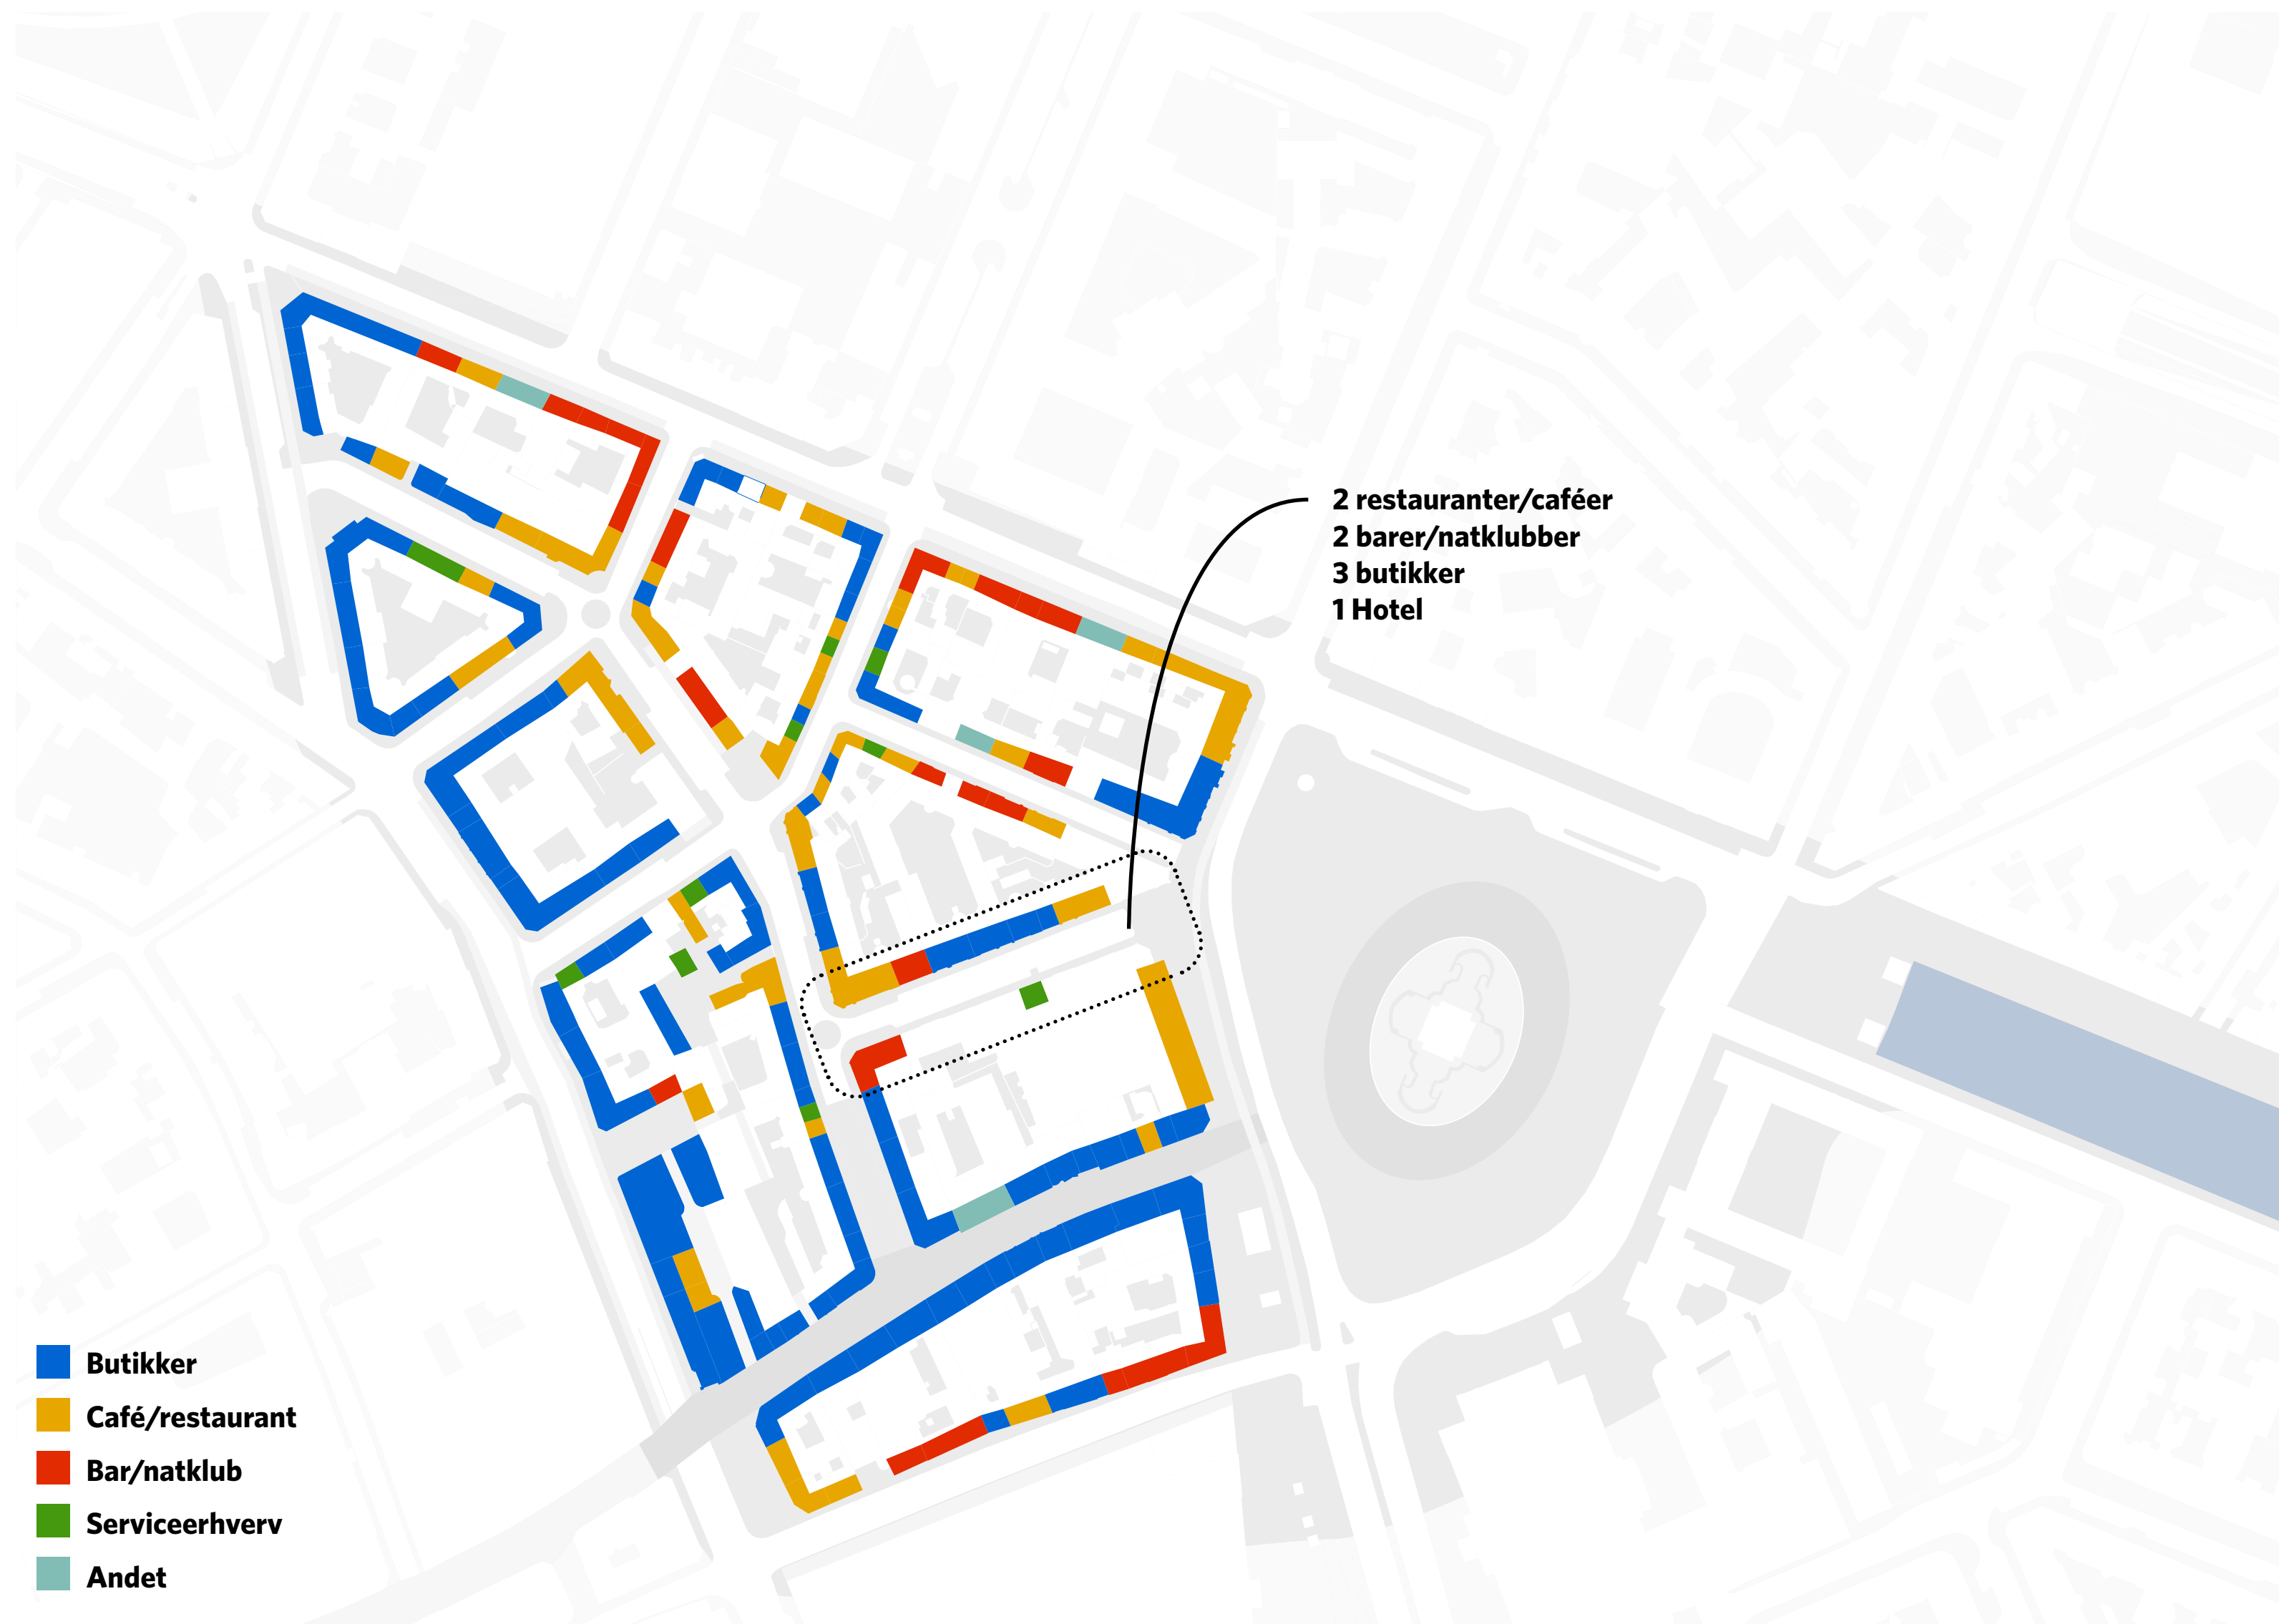 2 restauranter/caféer
2 barer/natklubber
3 butikker
1 Hotel
Butikker
Café/restaurant
Bar/natklub
Serviceerhverv
Andet